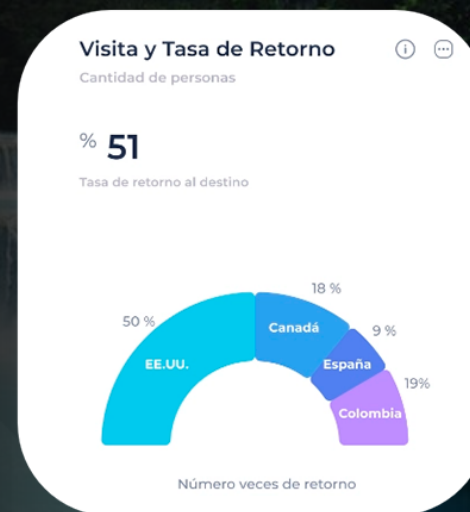 Visita y Tasa de Retorno
Cantidad de personas
% 51
Tasa de retorno al destino
18 %
50 %
9 %
Canadá
EE.UU.
España
19%
Colombia
Número veces de retorno